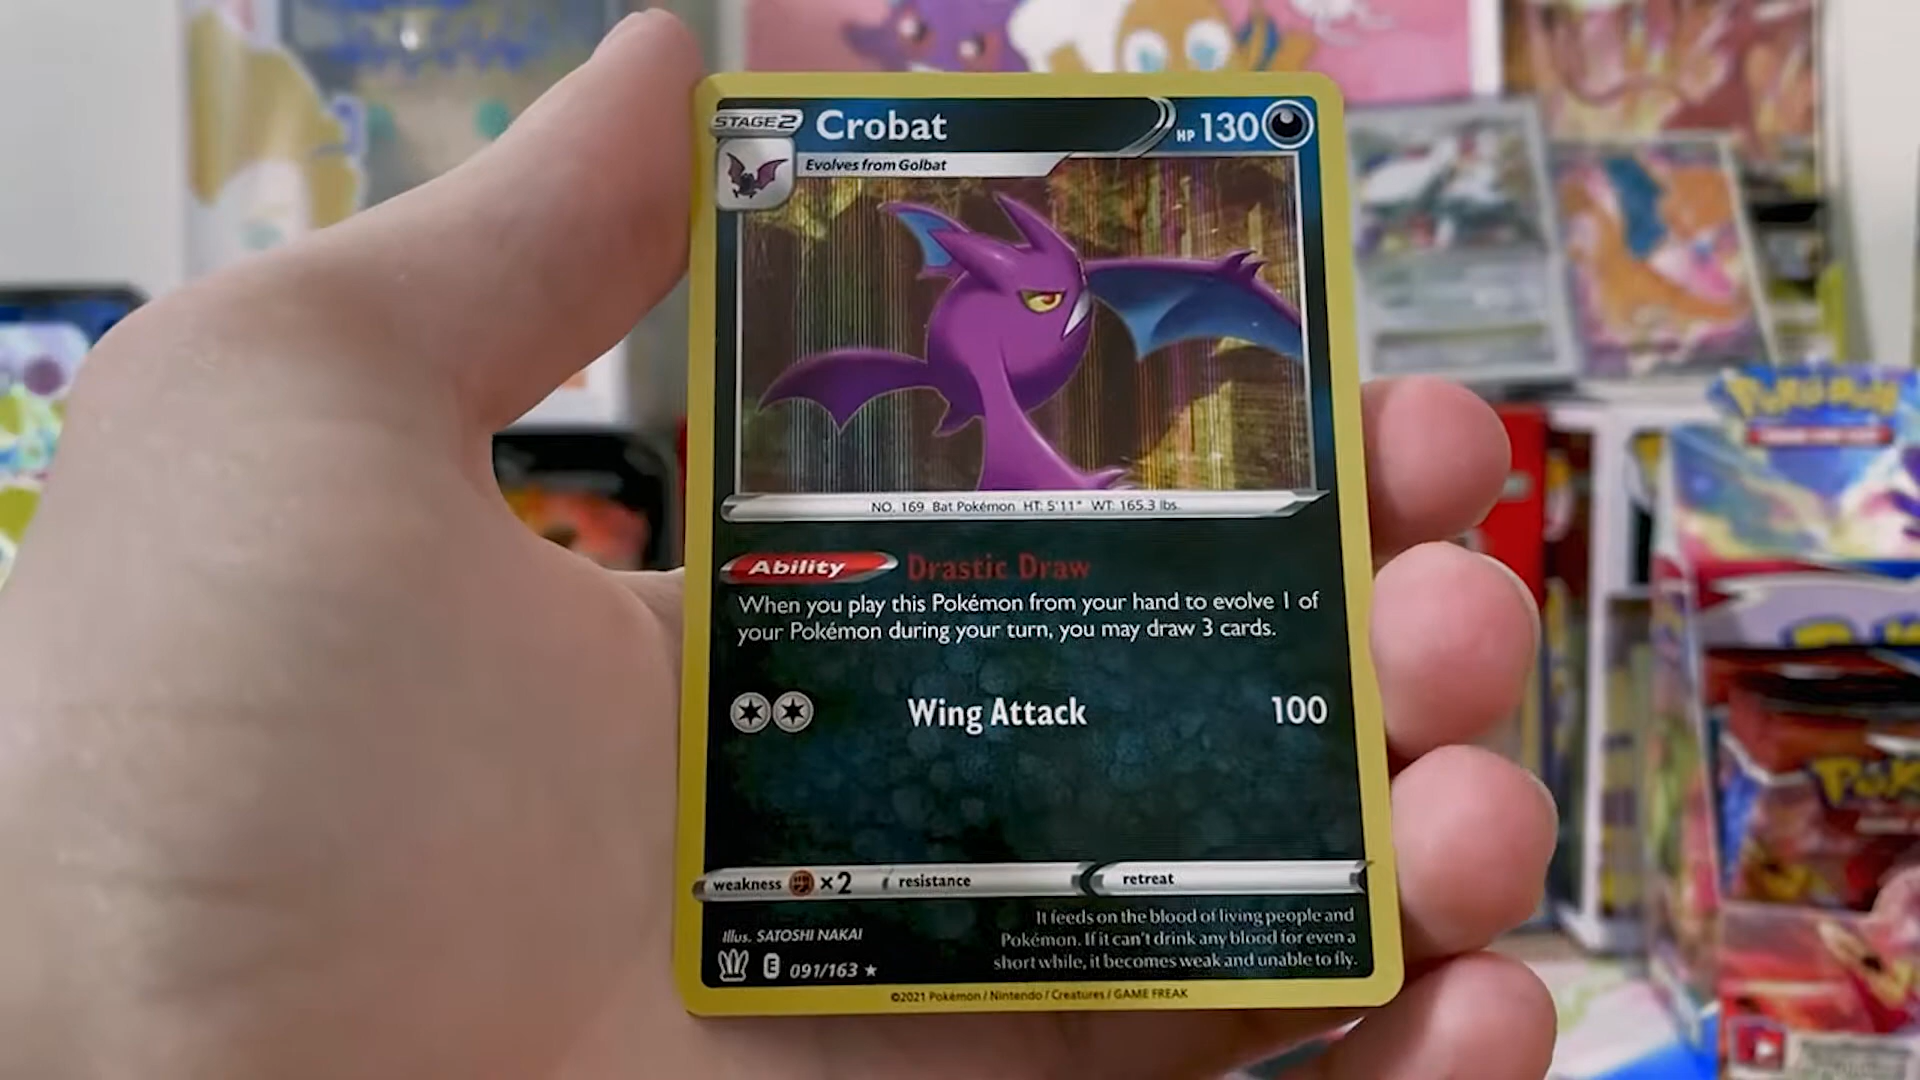 STAGE2 Crobat HP 130
Evolves from Golbat
NO. 169 Bat Pokémon HT: 5'11" WT: 165.3 lbs.
Ability Drastic Draw
When you play this Pokémon from your hand to evolve 1 of
your Pokémon during your turn, you may draw 3 cards.
Wing Attack 100
weakness ×2 resistance retreat
It feeds on the blood of living people and
Pokémon. If it can't drink any blood for even a
short while, it becomes weak and unable to fly.
Illus. SATOSHI NAKAI
E 091/163 ★
©2021 Pokémon / Nintendo / Creatures / GAME FREAK
POKéMON